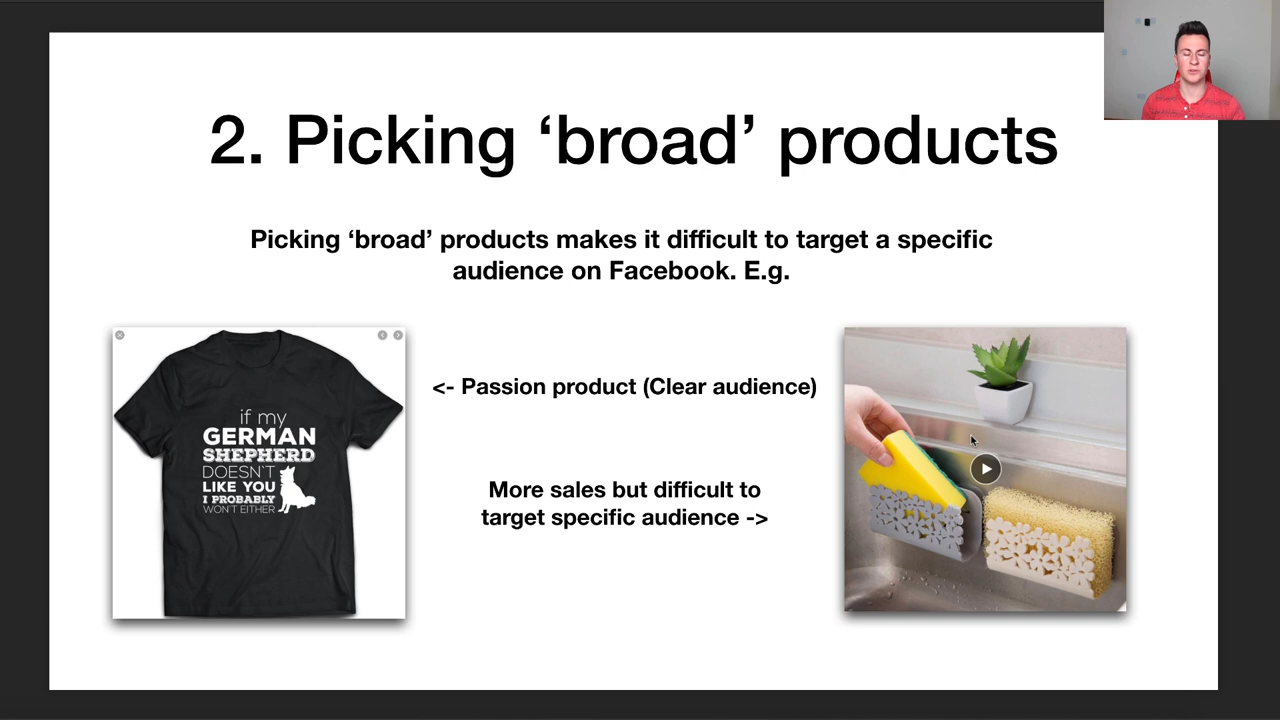 2. Picking ‘broad’ products
Picking ‘broad’ products makes it difficult to target a specific
audience on Facebook. E.g.
<- Passion product (Clear audience)
if my
GERMAN
SHEPHERD
DOESN'T
LIKE YOU
I PROBABLY
WON'T EITHER
More sales but difficult to
target specific audience ->